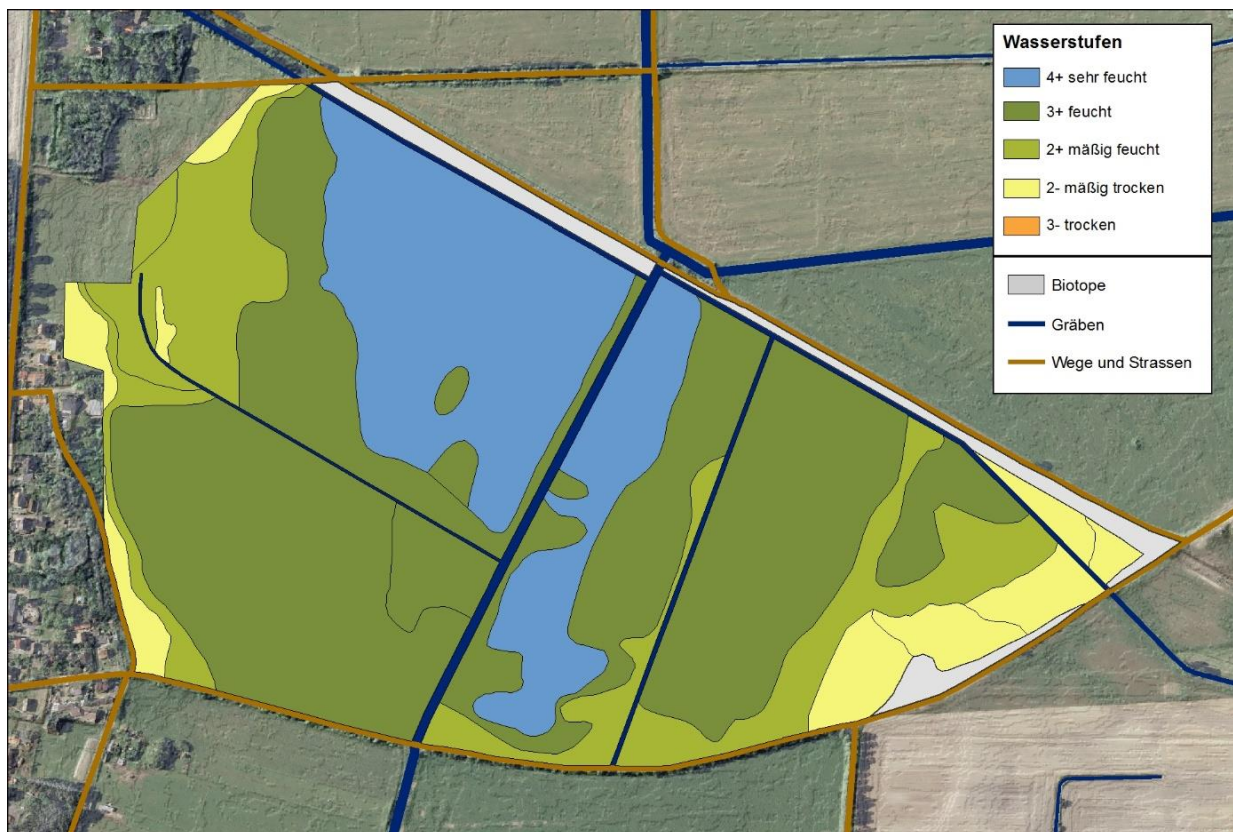 Wasserstufen
4+ sehr feucht
3+ feucht
2+ mäßig feucht
2- mäßig trocken
3- trocken
Biotope
Gräben
Wege und Strassen